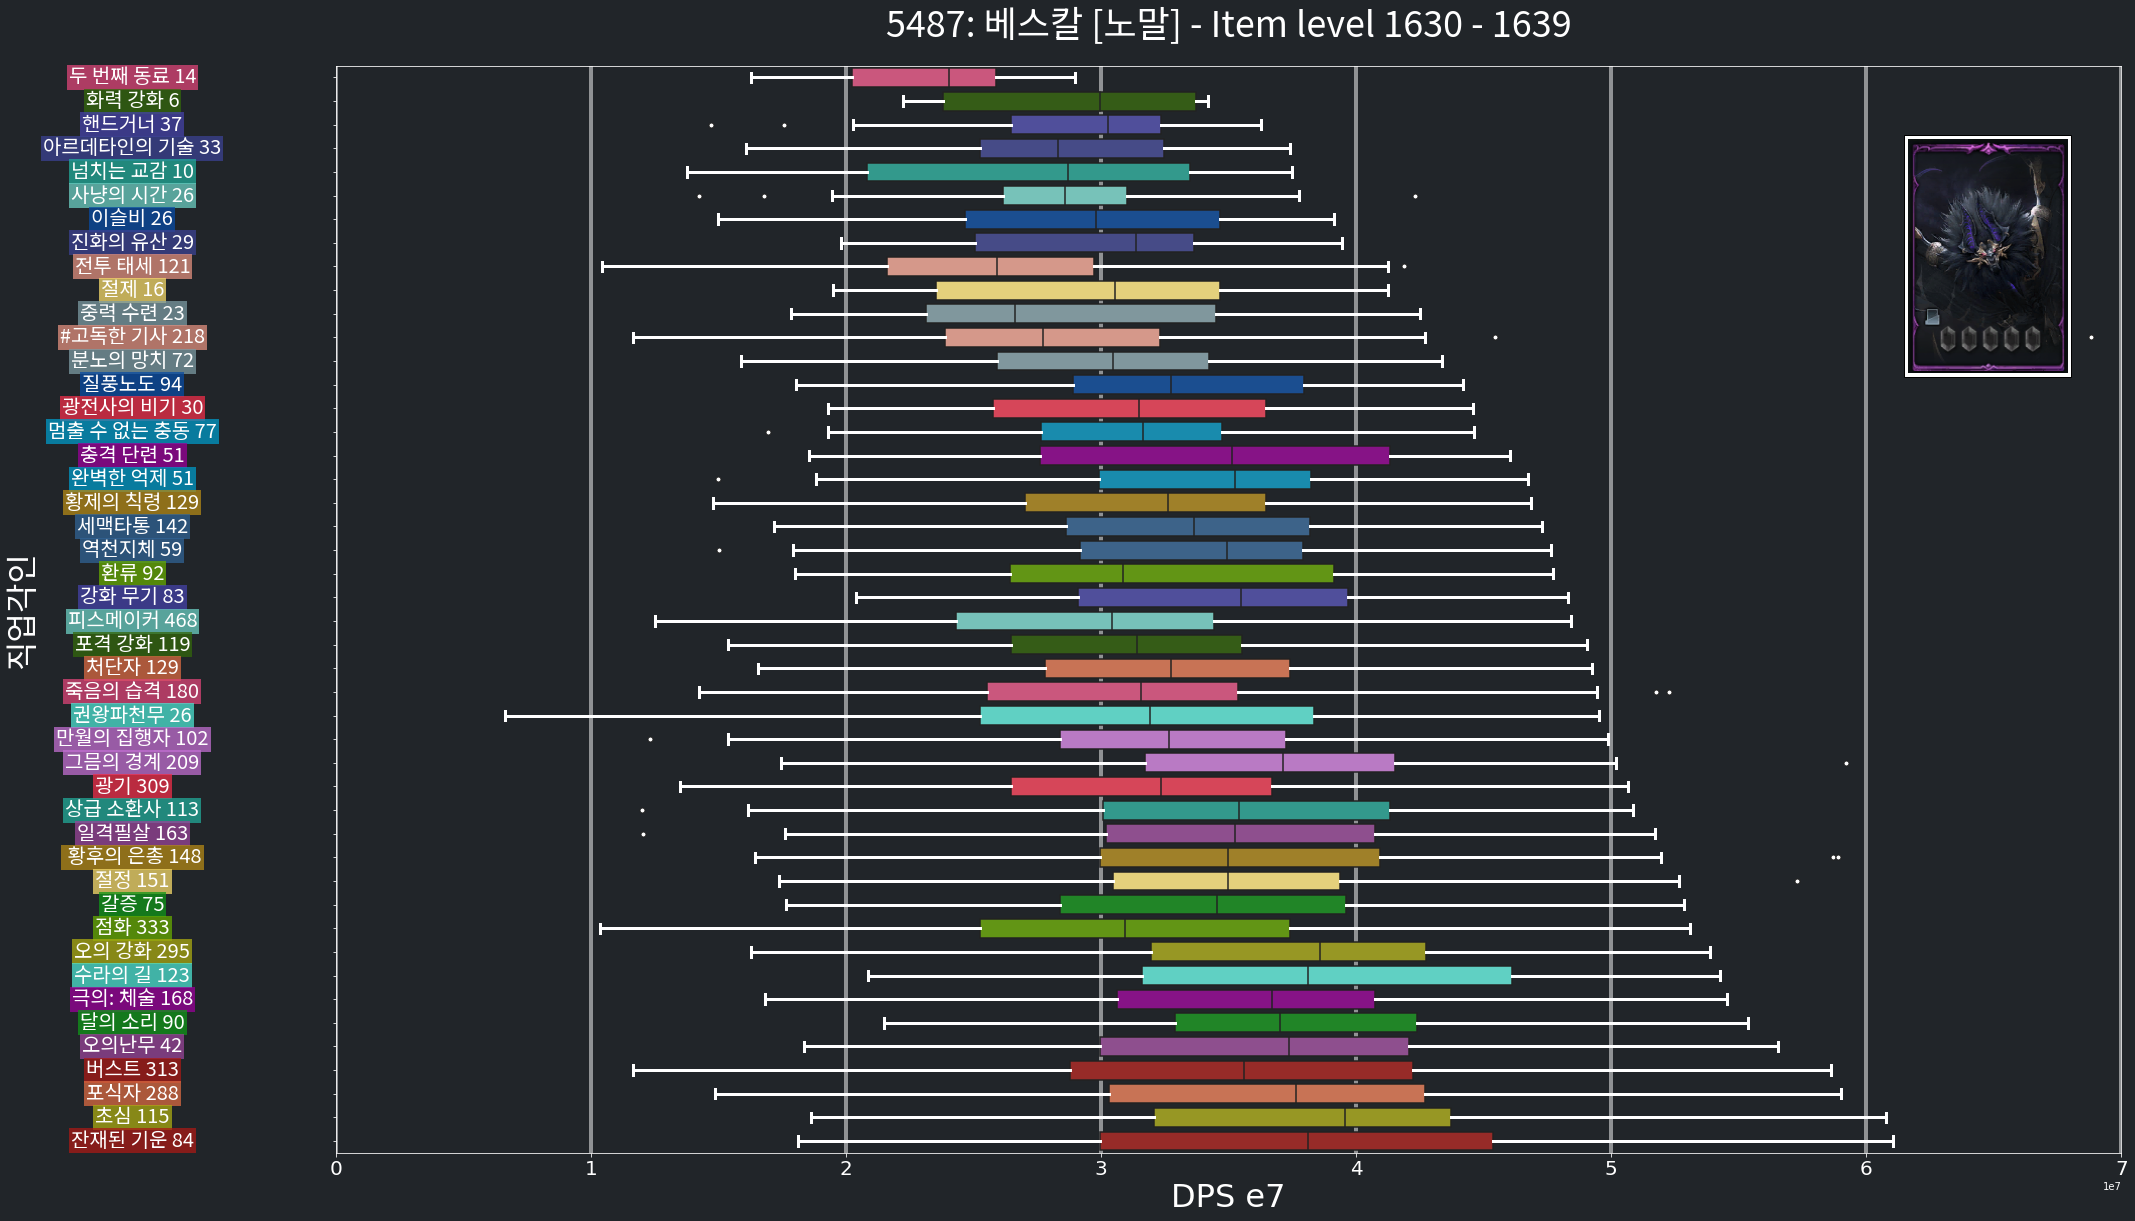 5487: 베스칼 [노말] - Item level 1630 - 1639
두 번째 동료 14
화력 강화 6
핸드거너 37
아르데타인의 기술 33
넘치는 교감 10
사냥의 시간 26
이슬비 26
진화의 유산 29
전투 태세 121
절제 16
중력 수련 23
#고독한 기사 218
분노의 망치 72
질풍노도 94
광전사의 비기 30
멈출 수 없는 충동 77
충격 단련 51
완벽한 억제 51
황제의 칙령 129
세맥타통 142
역천지체 59
환류 92
강화 무기 83
피스메이커 468
포격 강화 119
처단자 129
죽음의 습격 180
권왕파천무 26
만월의 집행자 102
그믐의 경계 209
광기 309
상급 소환사 113
일격필살 163
황후의 은총 148
절정 151
갈증 75
점화 333
오의 강화 295
수라의 길 123
극의: 체술 168
달의 소리 90
오의난무 42
버스트 313
포식자 288
초심 115
잔재된 기운 84
직업각인
0 1 2 3 4 5 6 7
1e7
DPS e7